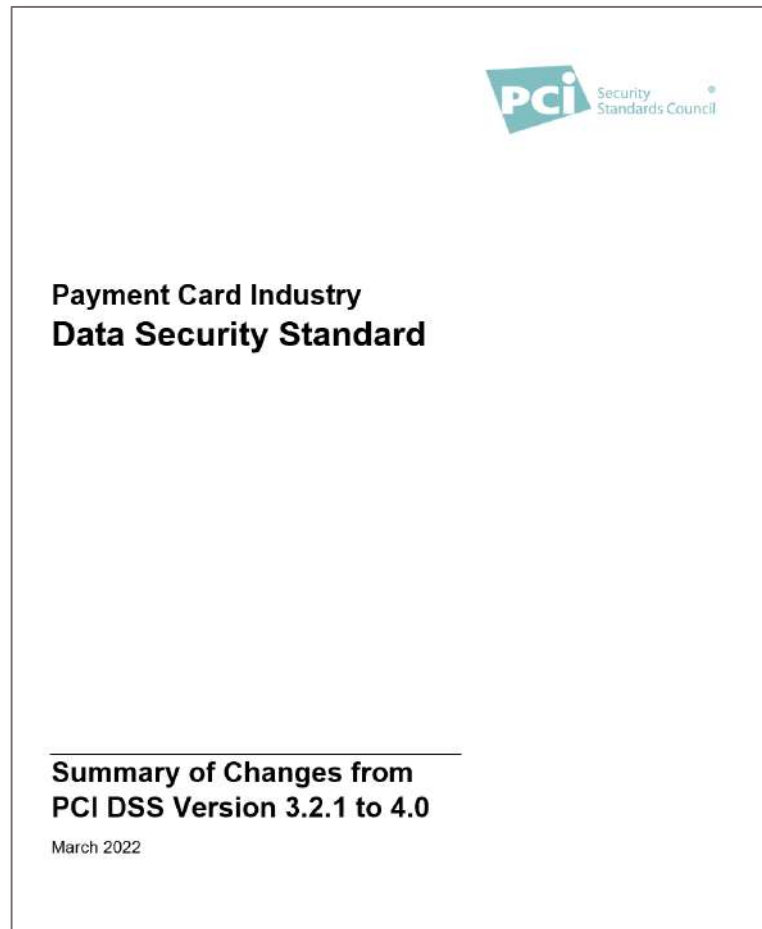 PCI Security
Standards Council
®
Payment Card Industry
Data Security Standard
Summary of Changes from
PCI DSS Version 3.2.1 to 4.0
March 2022